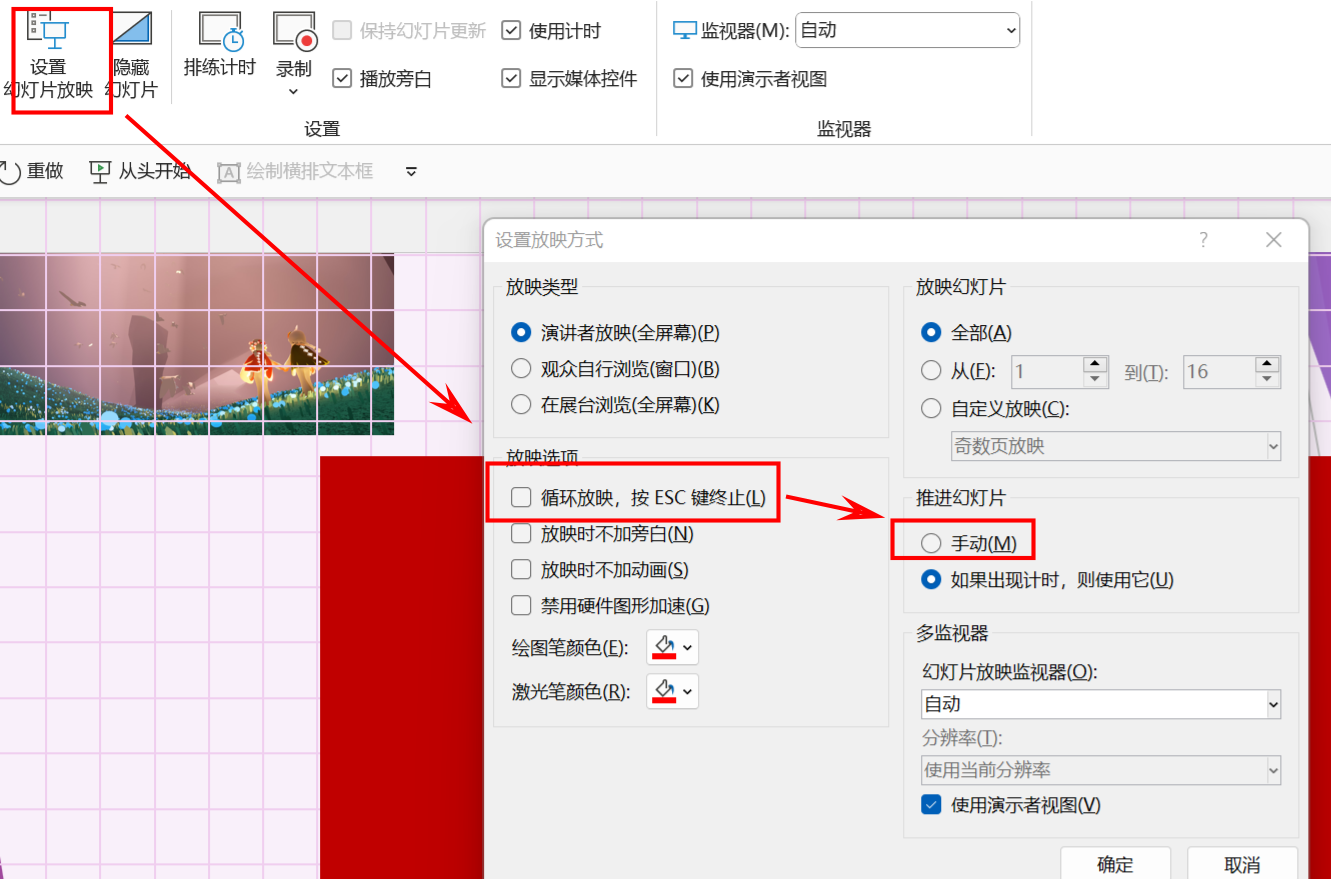 设置
幻灯片放映
隐藏
幻灯片
排练计时
录制
保持幻灯片更新
使用计时
播放旁白
显示媒体控件
设置
监视器(M):
自动
使用演示者视图
监视器
重做
从头开始
A 绘制横排文本框
设置放映方式
?
放映类型
演讲者放映(全屏幕)(P)
观众自行浏览(窗口)(B)
在展台浏览(全屏幕)(K)
放映选项
循环放映，按 ESC 键终止(L)
放映时不加旁白(N)
放映时不加动画(S)
禁用硬件图形加速(G)
绘图笔颜色(E):
激光笔颜色(R):
放映幻灯片
全部(A)
从(F): 1 到(T): 16
自定义放映(C):
奇数页放映
推进幻灯片
手动(M)
如果出现计时，则使用它(U)
多监视器
幻灯片放映监视器(O):
自动
分辨率(T):
使用当前分辨率
使用演示者视图(V)
确定 取消